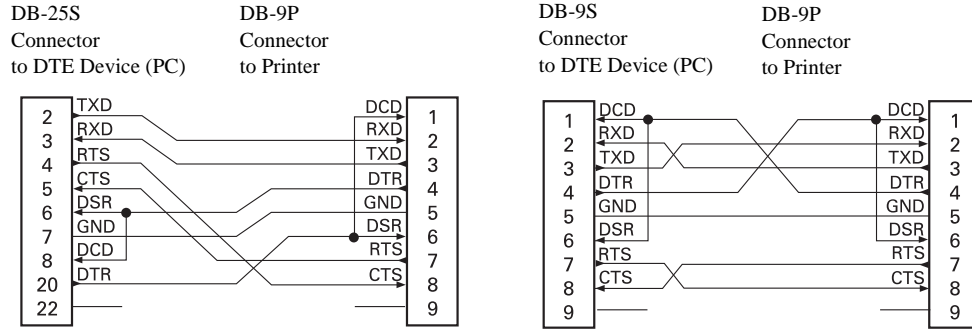 DB-25S
Connector
to DTE Device (PC)
DB-9P
Connector
to Printer
2 TXD DCD 1
3 RXD RXD 2
4 RTS TXD 3
5 CTS DTR 4
6 DSR GND 5
7 GND DSR 6
8 DCD RTS 7
20 DTR CTS 8
22 9
DB-9S
Connector
to DTE Device (PC)
DB-9P
Connector
to Printer
1 DCD DCD 1
2 RXD RXD 2
3 TXD TXD 3
4 DTR DTR 4
5 GND GND 5
6 DSR DSR 6
7 RTS RTS 7
8 CTS CTS 8
9 9